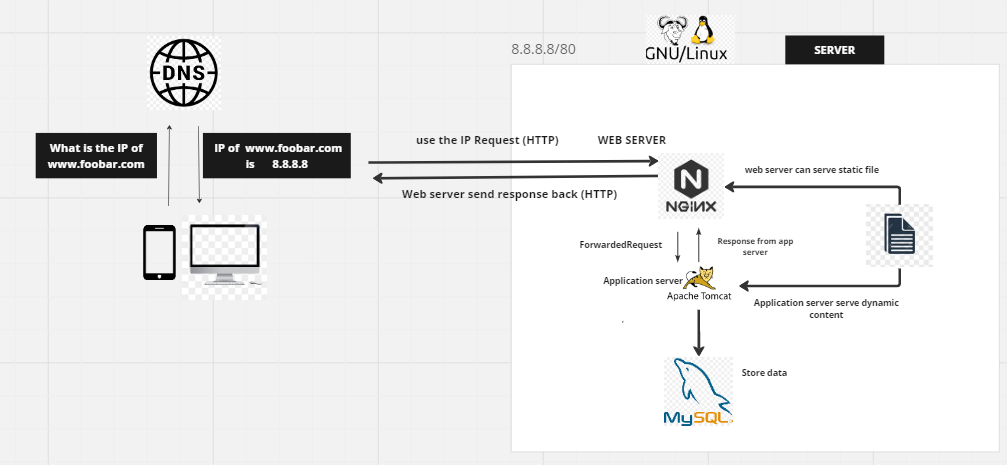 8.8.8.8/80
GNU/Linux
SERVER
DNS
What is the IP of
www.foobar.com
IP of www.foobar.com
is 8.8.8.8
use the IP Request (HTTP)
WEB SERVER
Web server send response back (HTTP)
N
NGINX
web server can serve static file
ForwardedRequest
Response from app
server
Application server
Apache Tomcat
Application server serve dynamic
content
Store data
MySQL